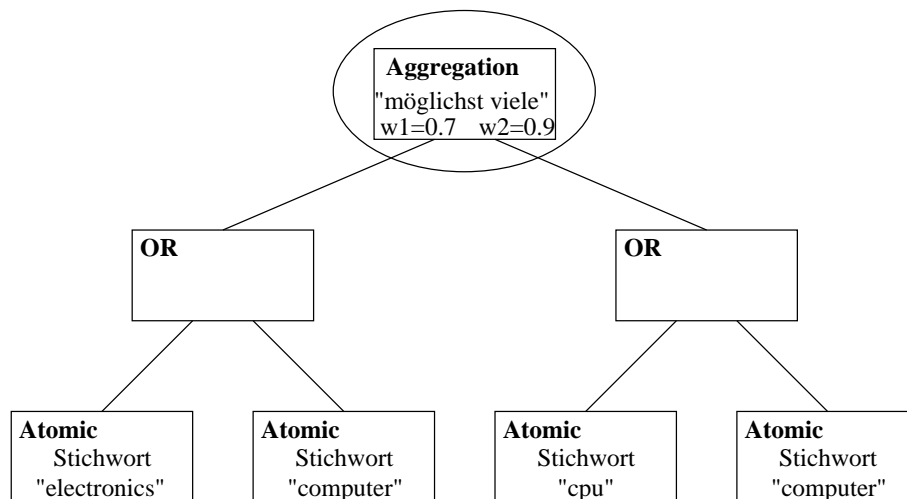 Aggregation
"möglichst viele"
w1=0.7 w2=0.9
OR
OR
Atomic
Stichwort
"electronics"
Atomic
Stichwort
"computer"
Atomic
Stichwort
"cpu"
Atomic
Stichwort
"computer"